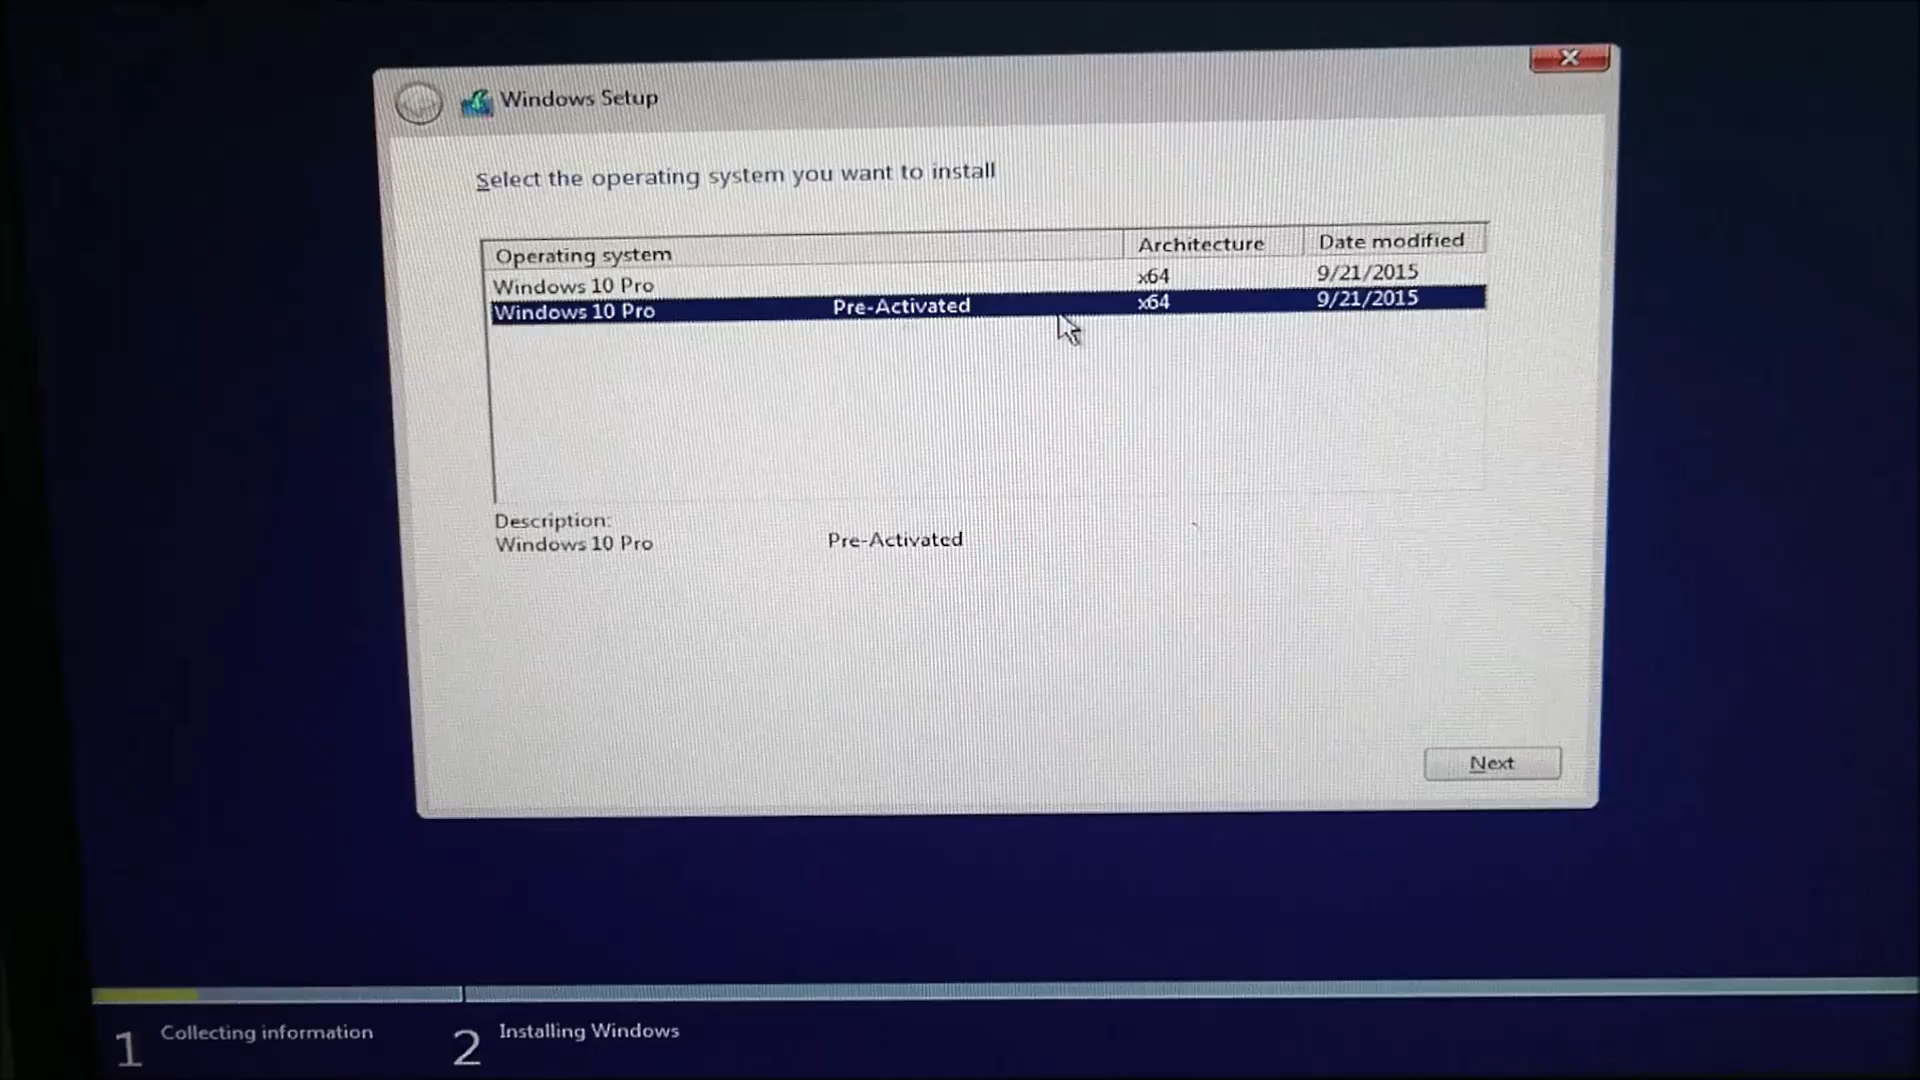 Windows Setup
Select the operating system you want to install
Operating system Architecture Date modified
Windows 10 Pro x64 9/21/2015
Windows 10 Pro Pre-Activated x64 9/21/2015
Description:
Windows 10 Pro Pre-Activated
Next
1 Collecting information 2 Installing Windows